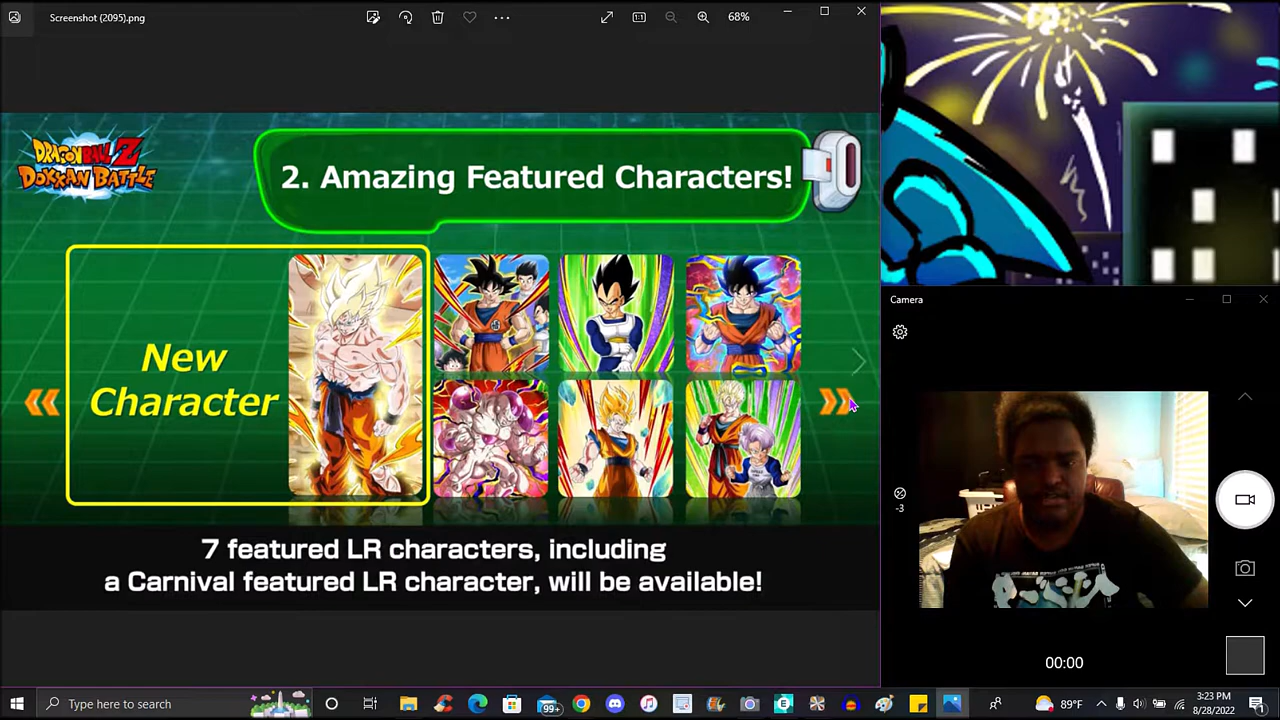 Screenshot (2095).png
68%
DRAGON BALL Z
DOKKAN BATTLE
2. Amazing Featured Characters!
New
Character
7 featured LR characters, including
a Carnival featured LR character, will be available!
Camera
-3
00:00
Type here to search
99+
89°F
3:23 PM
8/28/2022